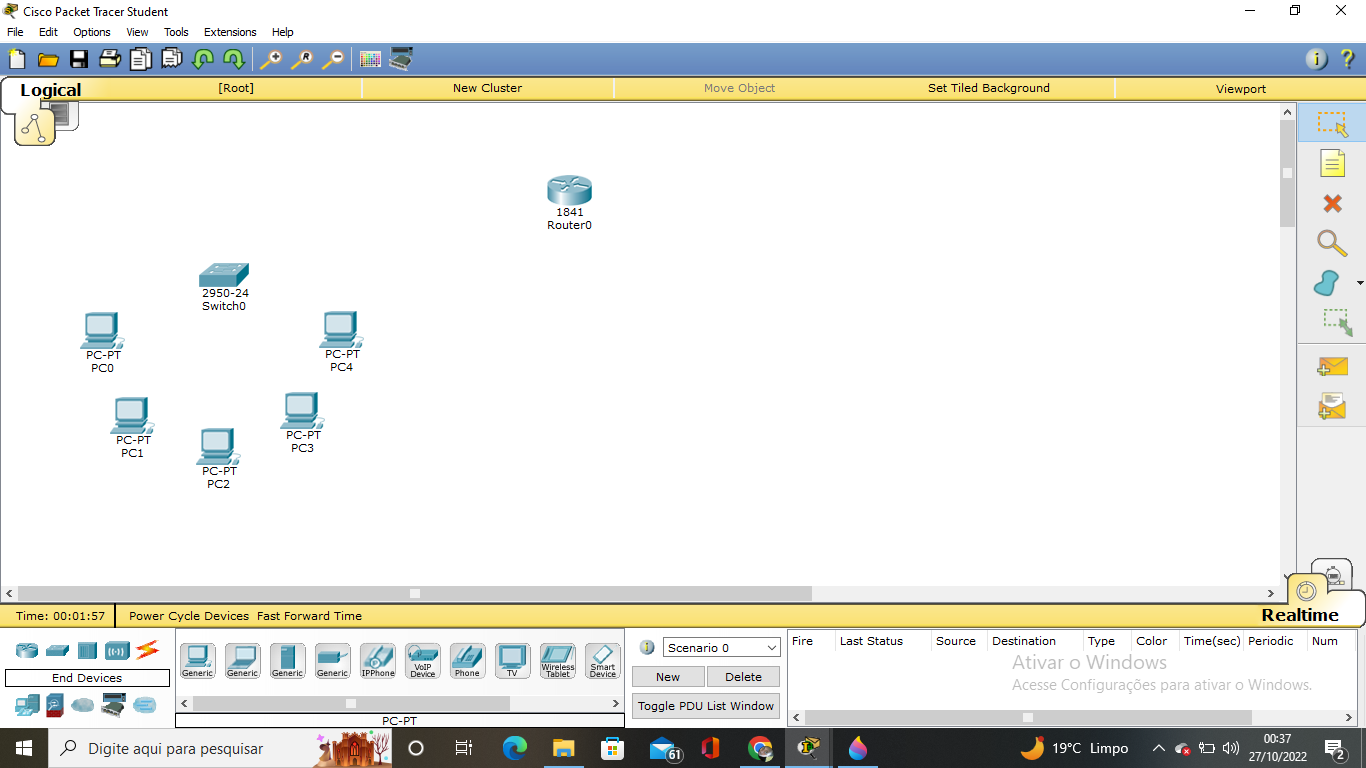 Cisco Packet Tracer Student
File Edit Options View Tools Extensions Help
Logical [Root] New Cluster Move Object Set Tiled Background Viewport
1841
Router0
2950-24
Switch0
PC-PT
PC0
PC-PT
PC4
PC-PT
PC1
PC-PT
PC3
PC-PT
PC2
Time: 00:01:57 Power Cycle Devices Fast Forward Time Realtime
End Devices
Generic Generic Generic Generic IPPhone VoIP Device Phone TV Wireless Tablet Smart Device
PC-PT
Scenario 0
New Delete
Toggle PDU List Window
Fire Last Status Source Destination Type Color Time(sec) Periodic Num
Ativar o Windows
Acesse Configurações para ativar o Windows.
Digite aqui para pesquisar
61
19°C Limpo
00:37
27/10/2022
2